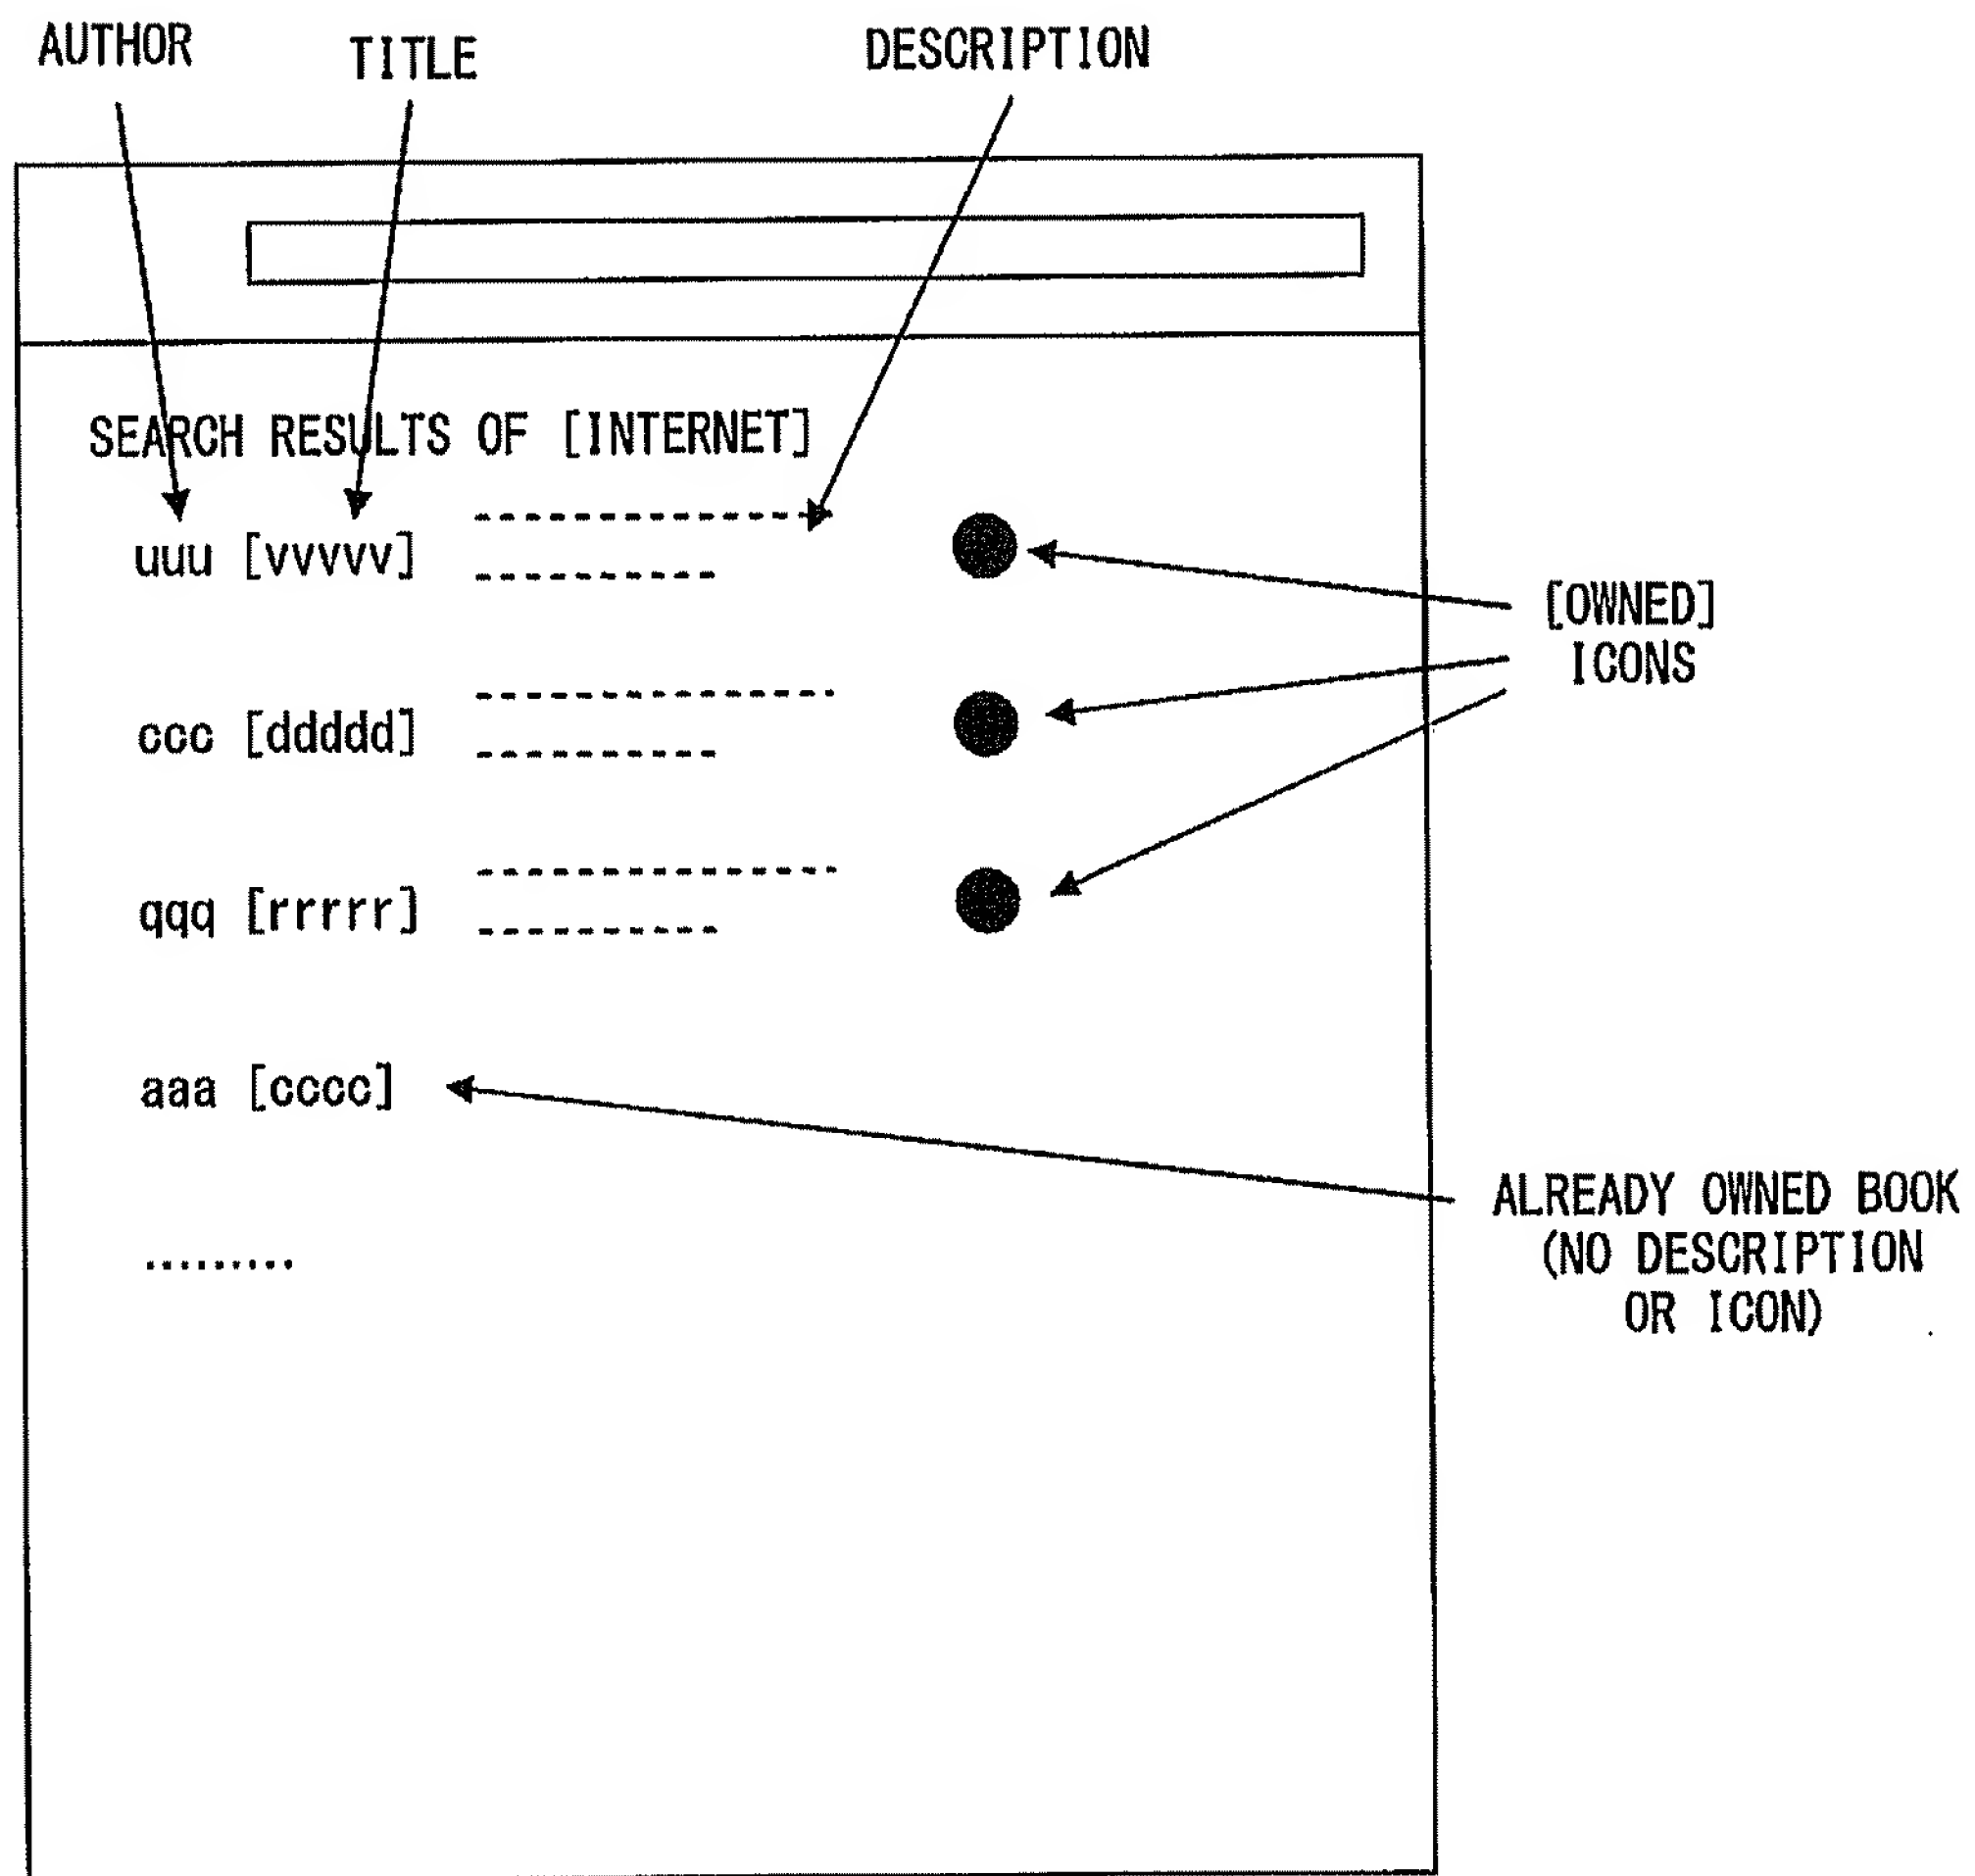 AUTHOR TITLE DESCRIPTION
SEARCH RESULTS OF [INTERNET]
uuu [vvvvv]
[OWNED]
ICONS
ccc [ddddd]
qqq [rrrrr]
aaa [cccc]
ALREADY OWNED BOOK
(NO DESCRIPTION
OR ICON)